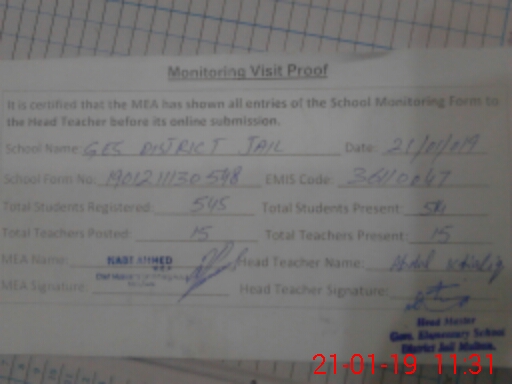 Monitoring Visit Proof
It is certified that the MEA has shown all entries of the School Monitoring Form to
the Head Teacher before its online submission.
School Name: GES DISTRICT JAIL Date: 21/01/019
School Form No: EMIS Code:
Total Students Registered: 545 Total Students Present:
Total Teachers Posted: 15 Total Teachers Present: 15
MEA Name: AHMED Head Teacher Name: Abdul
MEA Signature: Head Teacher Signature:
Head Master
Govt. Elementary School
District Jail Multan.
21-01-19 11:31